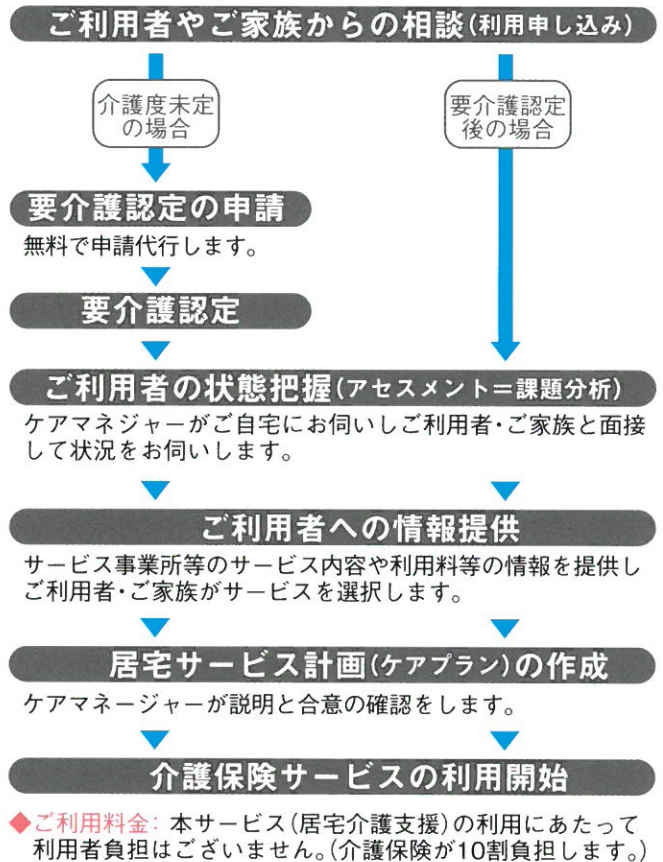 ご利用者やご家族からの相談(利用申し込み)
介護度未定
の場合
要介護認定
後の場合
要介護認定の申請
無料で申請代行します。
要介護認定
ご利用者の状態把握(アセスメント=課題分析)
ケアマネジャーがご自宅にお伺いしご利用者・ご家族と面接
して状況をお伺いします。
ご利用者への情報提供
サービス事業所等のサービス内容や利用料等の情報を提供し
ご利用者・ご家族がサービスを選択します。
居宅サービス計画(ケアプラン)の作成
ケアマネージャーが説明と合意の確認をします。
介護保険サービスの利用開始
◆ご利用料金: 本サービス(居宅介護支援)の利用にあたって
利用者負担はございません。(介護保険が10割負担します。)